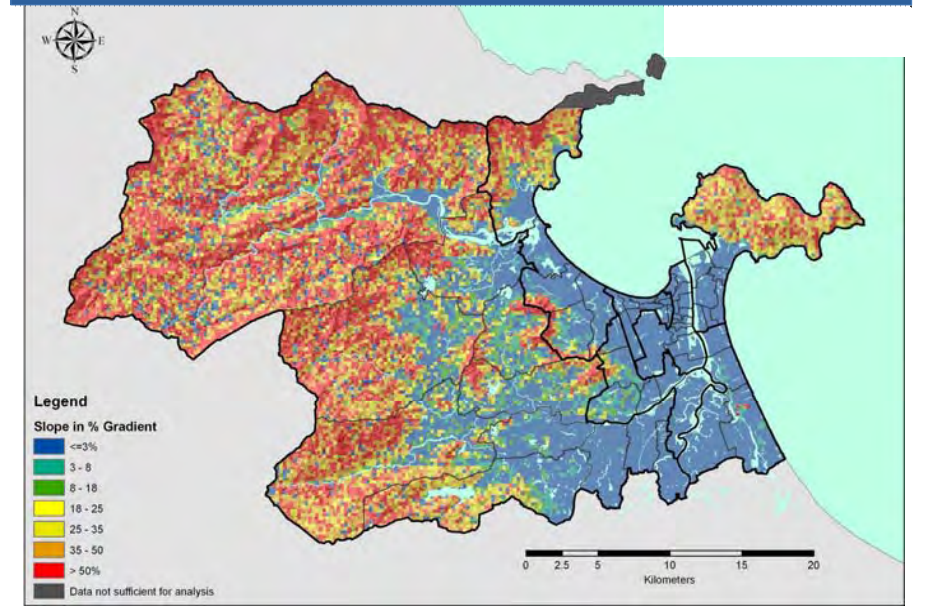 N
W E
S
Legend
Slope in % Gradient
<=3%
3 - 8
8 - 18
18 - 25
25 - 35
35 - 50
> 50%
Data not sufficient for analysis
0 2.5 5 10 15 20
Kilometers